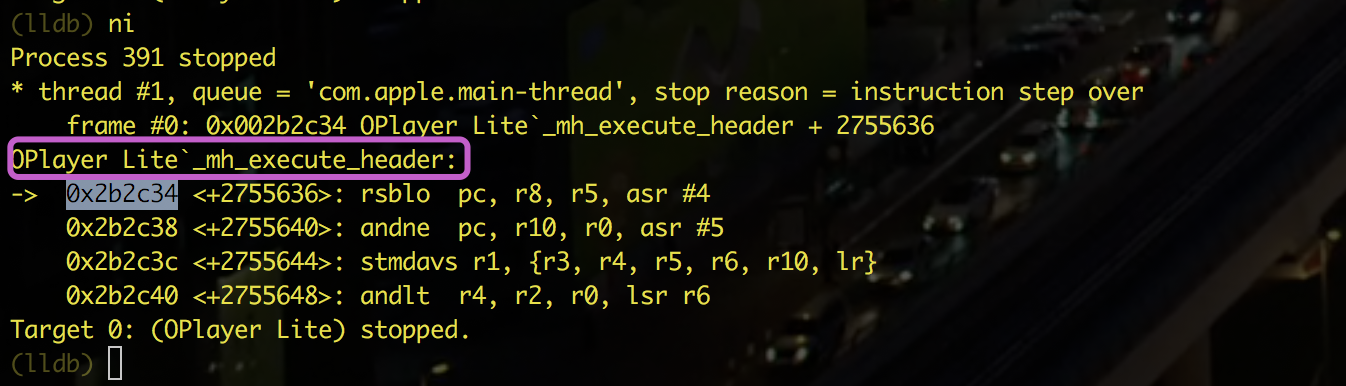 (lldb) ni
Process 391 stopped
* thread #1, queue = 'com.apple.main-thread', stop reason = instruction step over
    frame #0: 0x002b2c34 OPlayer Lite`_mh_execute_header + 2755636
OPlayer Lite`_mh_execute_header:
->  0x2b2c34 <+2755636>: rsblo  pc, r8, r5, asr #4
    0x2b2c38 <+2755640>: andne  pc, r10, r0, asr #5
    0x2b2c3c <+2755644>: stmdavs r1, {r3, r4, r5, r6, r10, lr}
    0x2b2c40 <+2755648>: andlt  r4, r2, r0, lsr r6
Target 0: (OPlayer Lite) stopped.
(lldb)